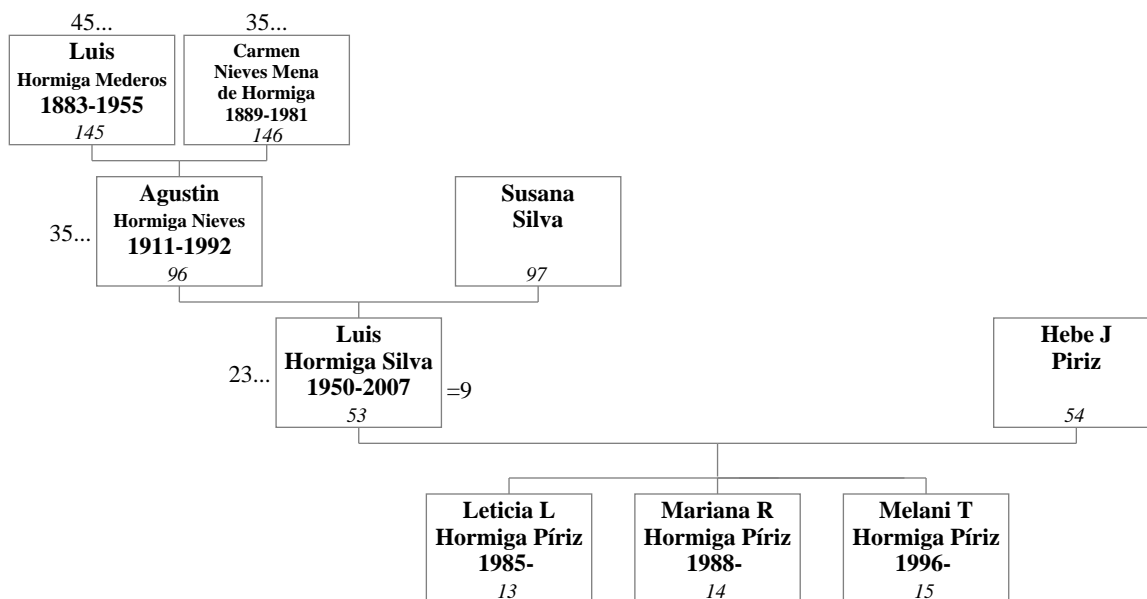 45...
35...
Luis
Hormiga Mederos
1883-1955
145
Carmen
Nieves Mena
de Hormiga
1889-1981
146
35...
Agustin
Hormiga Nieves
1911-1992
96
Susana
Silva
97
23...
Luis
Hormiga Silva
1950-2007
53
=9
Hebe J
Piriz
54
Leticia L
Hormiga Píriz
1985-
13
Mariana R
Hormiga Píriz
1988-
14
Melani T
Hormiga Píriz
1996-
15